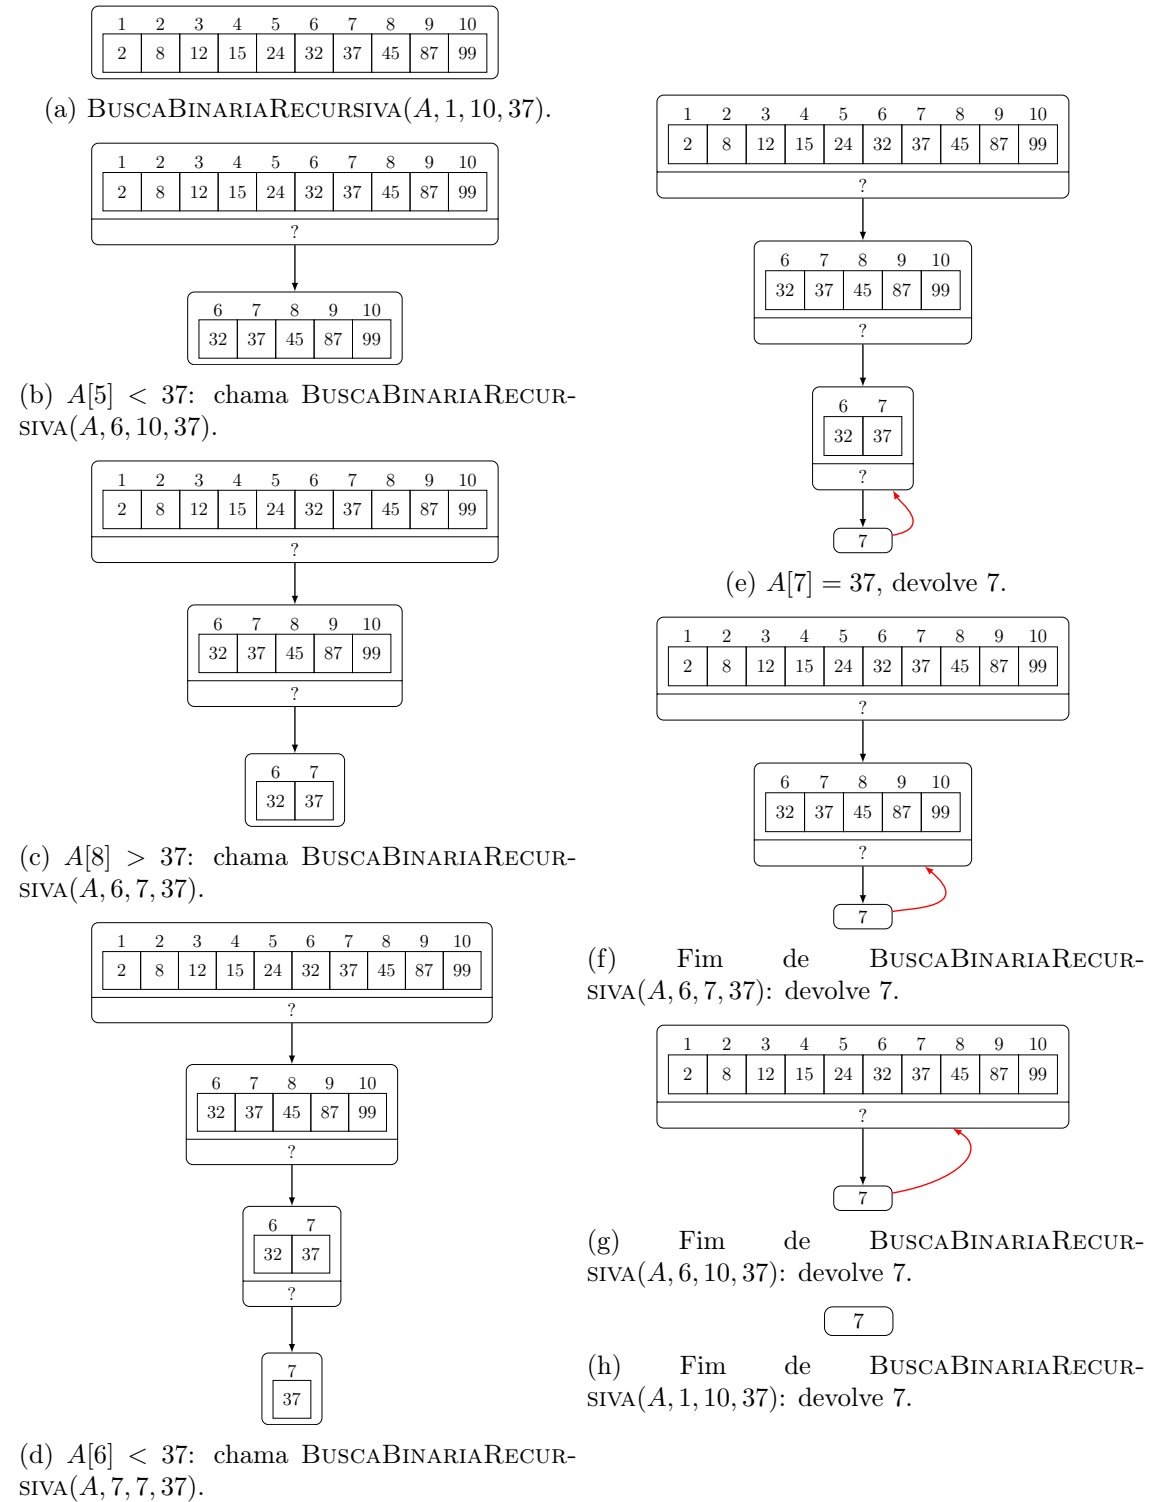 1 2 3 4 5 6 7 8 9 10
2 8 12 15 24 32 37 45 87 99
(a) BUSCABINARIARECURSIVA(A, 1, 10, 37).
1 2 3 4 5 6 7 8 9 10
2 8 12 15 24 32 37 45 87 99
?
6 7 8 9 10
32 37 45 87 99
(b) A[5] < 37: chama BUSCABINARIARECUR-
SIVA(A, 6, 10, 37).
1 2 3 4 5 6 7 8 9 10
2 8 12 15 24 32 37 45 87 99
?
6 7 8 9 10
32 37 45 87 99
?
6 7
32 37
(c) A[8] > 37: chama BUSCABINARIARECUR-
SIVA(A, 6, 7, 37).
1 2 3 4 5 6 7 8 9 10
2 8 12 15 24 32 37 45 87 99
?
6 7 8 9 10
32 37 45 87 99
?
6 7
32 37
?
7
37
(d) A[6] < 37: chama BUSCABINARIARECUR-
SIVA(A, 7, 7, 37).
1 2 3 4 5 6 7 8 9 10
2 8 12 15 24 32 37 45 87 99
?
6 7 8 9 10
32 37 45 87 99
?
6 7
32 37
?
7
(e) A[7] = 37, devolve 7.
1 2 3 4 5 6 7 8 9 10
2 8 12 15 24 32 37 45 87 99
?
6 7 8 9 10
32 37 45 87 99
?
7
(f) Fim de BUSCABINARIARECUR-
SIVA(A, 6, 7, 37): devolve 7.
1 2 3 4 5 6 7 8 9 10
2 8 12 15 24 32 37 45 87 99
?
7
(g) Fim de BUSCABINARIARECUR-
SIVA(A, 6, 10, 37): devolve 7.
7
(h) Fim de BUSCABINARIARECUR-
SIVA(A, 1, 10, 37): devolve 7.